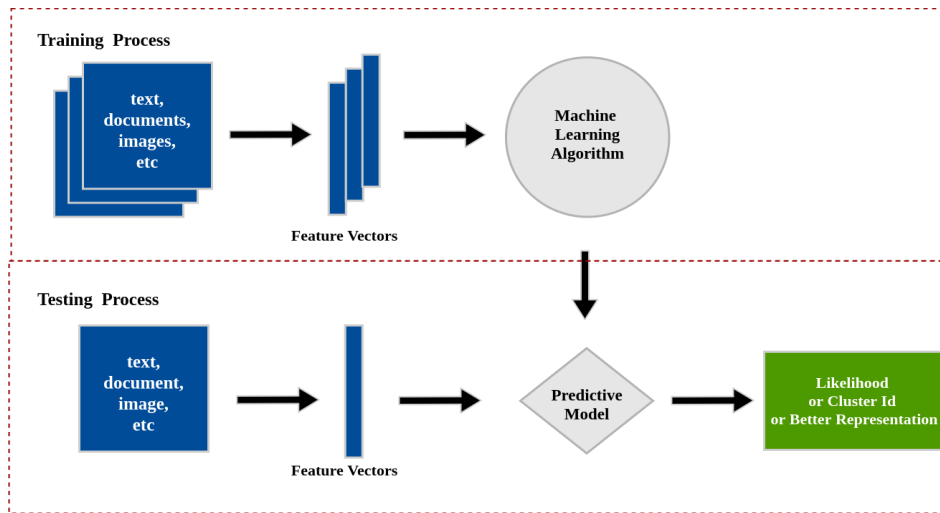 Training Process
text,
documents,
images,
etc
Feature Vectors
Machine
Learning
Algorithm
Testing Process
text,
document,
image,
etc
Feature Vectors
Predictive
Model
Likelihood
or Cluster Id
or Better Representation